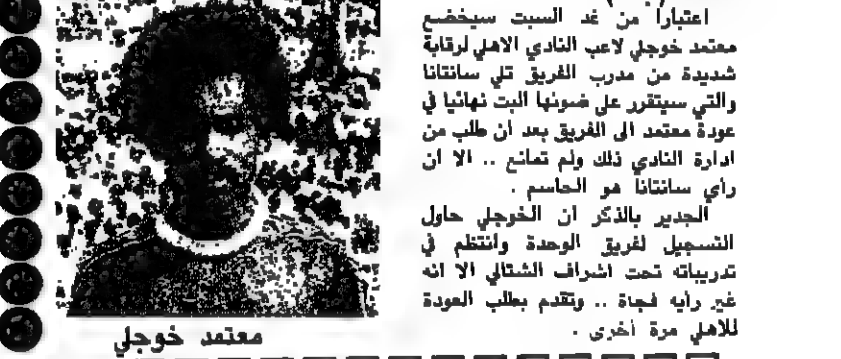 اعتبارا من غد السبت سيخضع
معتمد خوجلي لاعب النادي الاهلي لرقابة
شديدة من مدرب الفريق تلي سانتانا
والتي سيتقرر على ضوئها البت نهائيا في
عودة معتمد الى الفريق بعد ان طلب من
ادارة النادي ذلك ولم تمانع .. الا ان
رأي سانتانا هو الحاسم .
الجدير بالذكر ان الخوجلي حاول
التسجيل لفريق الوحدة وانتظم في
تدريباته تحت اشراف الشتالي الا انه
غير رأيه فجاة .. وتقدم بطلب العودة
للاهلي مرة أخرى .
معتمد خوجلي